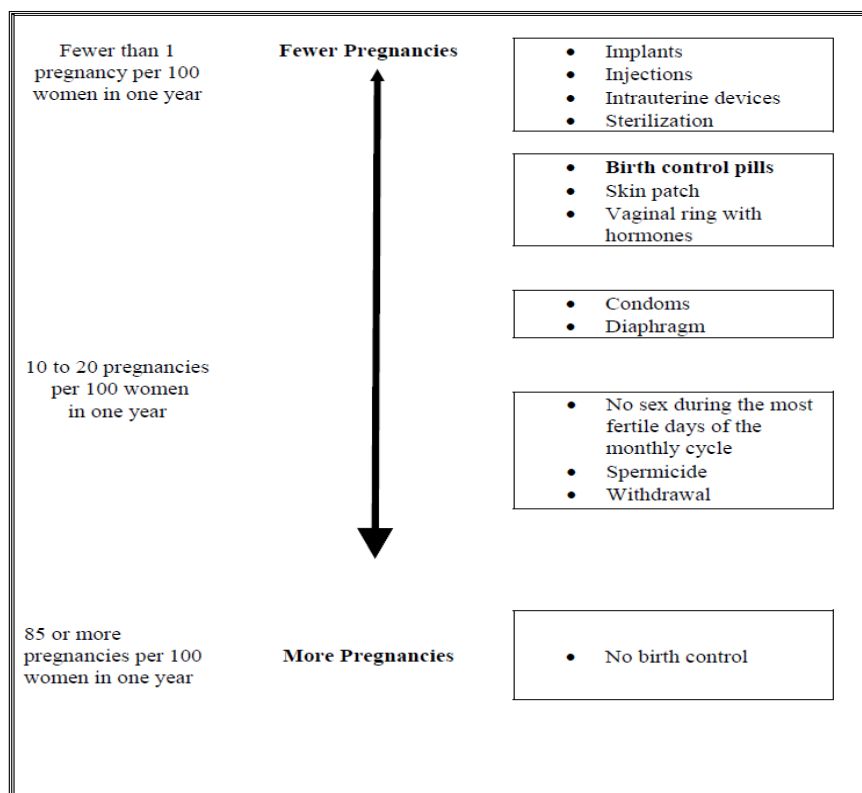 Fewer than 1
pregnancy per 100
women in one year
Fewer Pregnancies
• Implants
• Injections
• Intrauterine devices
• Sterilization
• Birth control pills
• Skin patch
• Vaginal ring with
hormones
• Condoms
• Diaphragm
10 to 20 pregnancies
per 100 women
in one year
• No sex during the most
fertile days of the
monthly cycle
• Spermicide
• Withdrawal
85 or more
pregnancies per 100
women in one year
More Pregnancies
• No birth control